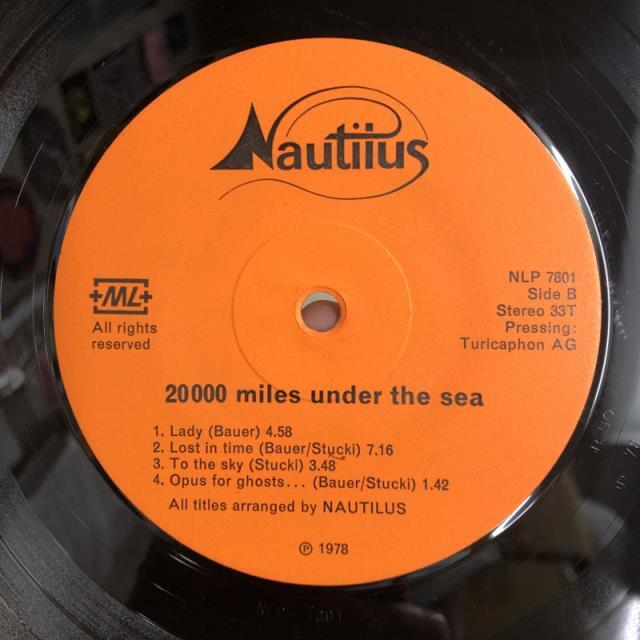 Nautilus
NLP 7801
Side B
Stereo 33T
Pressing:
Turicaphon AG
+ML+
All rights
reserved
20000 miles under the sea
1. Lady (Bauer) 4.58
2. Lost in time (Bauer/Stucki) 7.16
3. To the sky (Stucki) 3.48
4. Opus for ghosts... (Bauer/Stucki) 1.42
All titles arranged by NAUTILUS
℗ 1978
NLP 7801